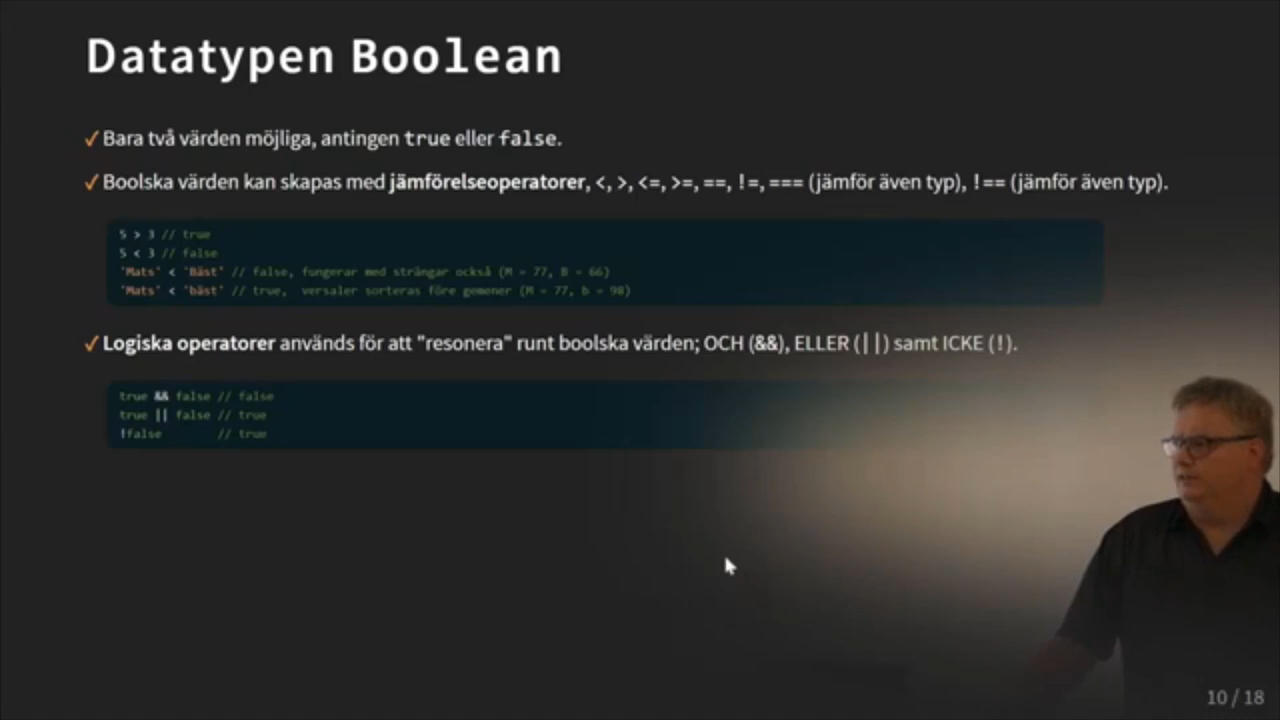 Datatypen Boolean
✓ Bara två värden möjliga, antingen true eller false.
✓ Boolska värden kan skapas med jämförelseoperatorer, <, >, <=, >=, ==, !=, === (jämför även typ), !== (jämför även typ).
5 > 3 // true
5 < 3 // false
'Mats' < 'Bäst' // false, fungerar med strängar också (M = 77, B = 66)
'Mats' < 'bäst' // true,  versaler sorteras före gemener (M = 77, b = 98)
✓ Logiska operatorer används för att "resonera" runt boolska värden; OCH (&&), ELLER (||) samt ICKE (!).
true && false // false
true || false // true
!false        // true
10 / 18